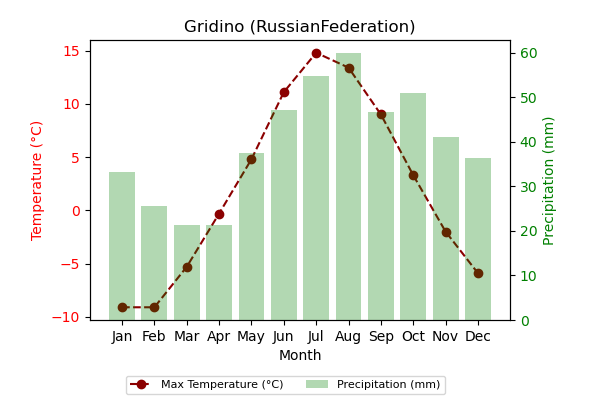 Gridino (RussianFederation)
Temperature (°C)
15
10
5
0
−5
−10
60
50
40
30
20
10
0
Precipitation (mm)
Jan Feb Mar Apr May Jun Jul Aug Sep Oct Nov Dec
Month
Max Temperature (°C) Precipitation (mm)